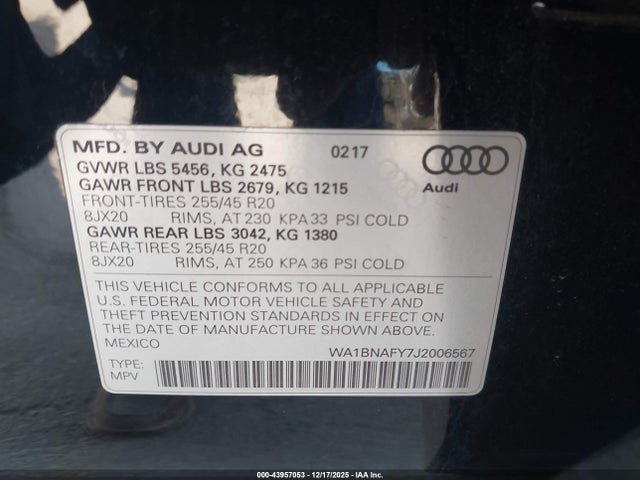 MFD. BY AUDI AG 0217
GVWR LBS 5456, KG 2475
GAWR FRONT LBS 2679, KG 1215
Audi
FRONT-TIRES 255/45 R20
8JX20 RIMS, AT 230 KPA 33 PSI COLD
GAWR REAR LBS 3042, KG 1380
REAR-TIRES 255/45 R20
8JX20 RIMS, AT 250 KPA 36 PSI COLD
THIS VEHICLE CONFORMS TO ALL APPLICABLE
U.S. FEDERAL MOTOR VEHICLE SAFETY AND
THEFT PREVENTION STANDARDS IN EFFECT ON
THE DATE OF MANUFACTURE SHOWN ABOVE.
MEXICO
WA1BNAFY7J2006567
TYPE:
MPV
000-43957053 - 12/17/2025 - IAA Inc.